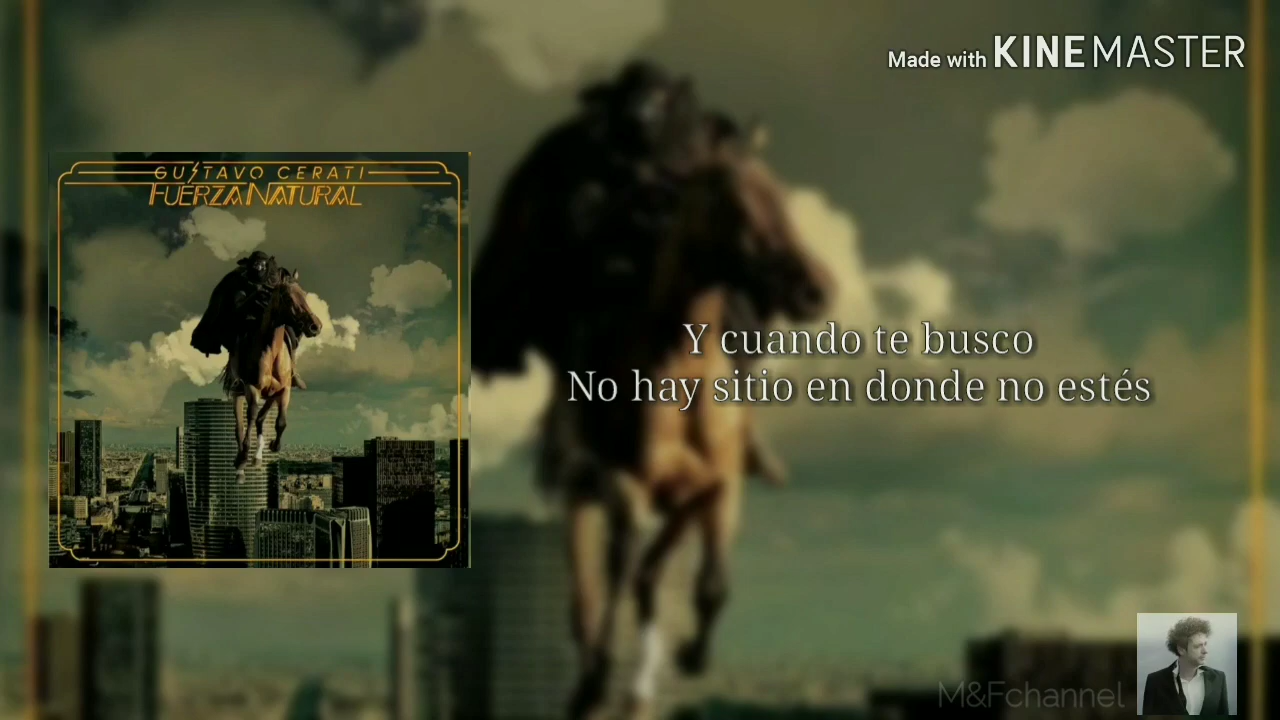 Made with KINEMASTER
GUSTAVO CERATI
FUERZA NATURAL
Y cuando te busco
No hay sitio en donde no estés
M&Fchannel